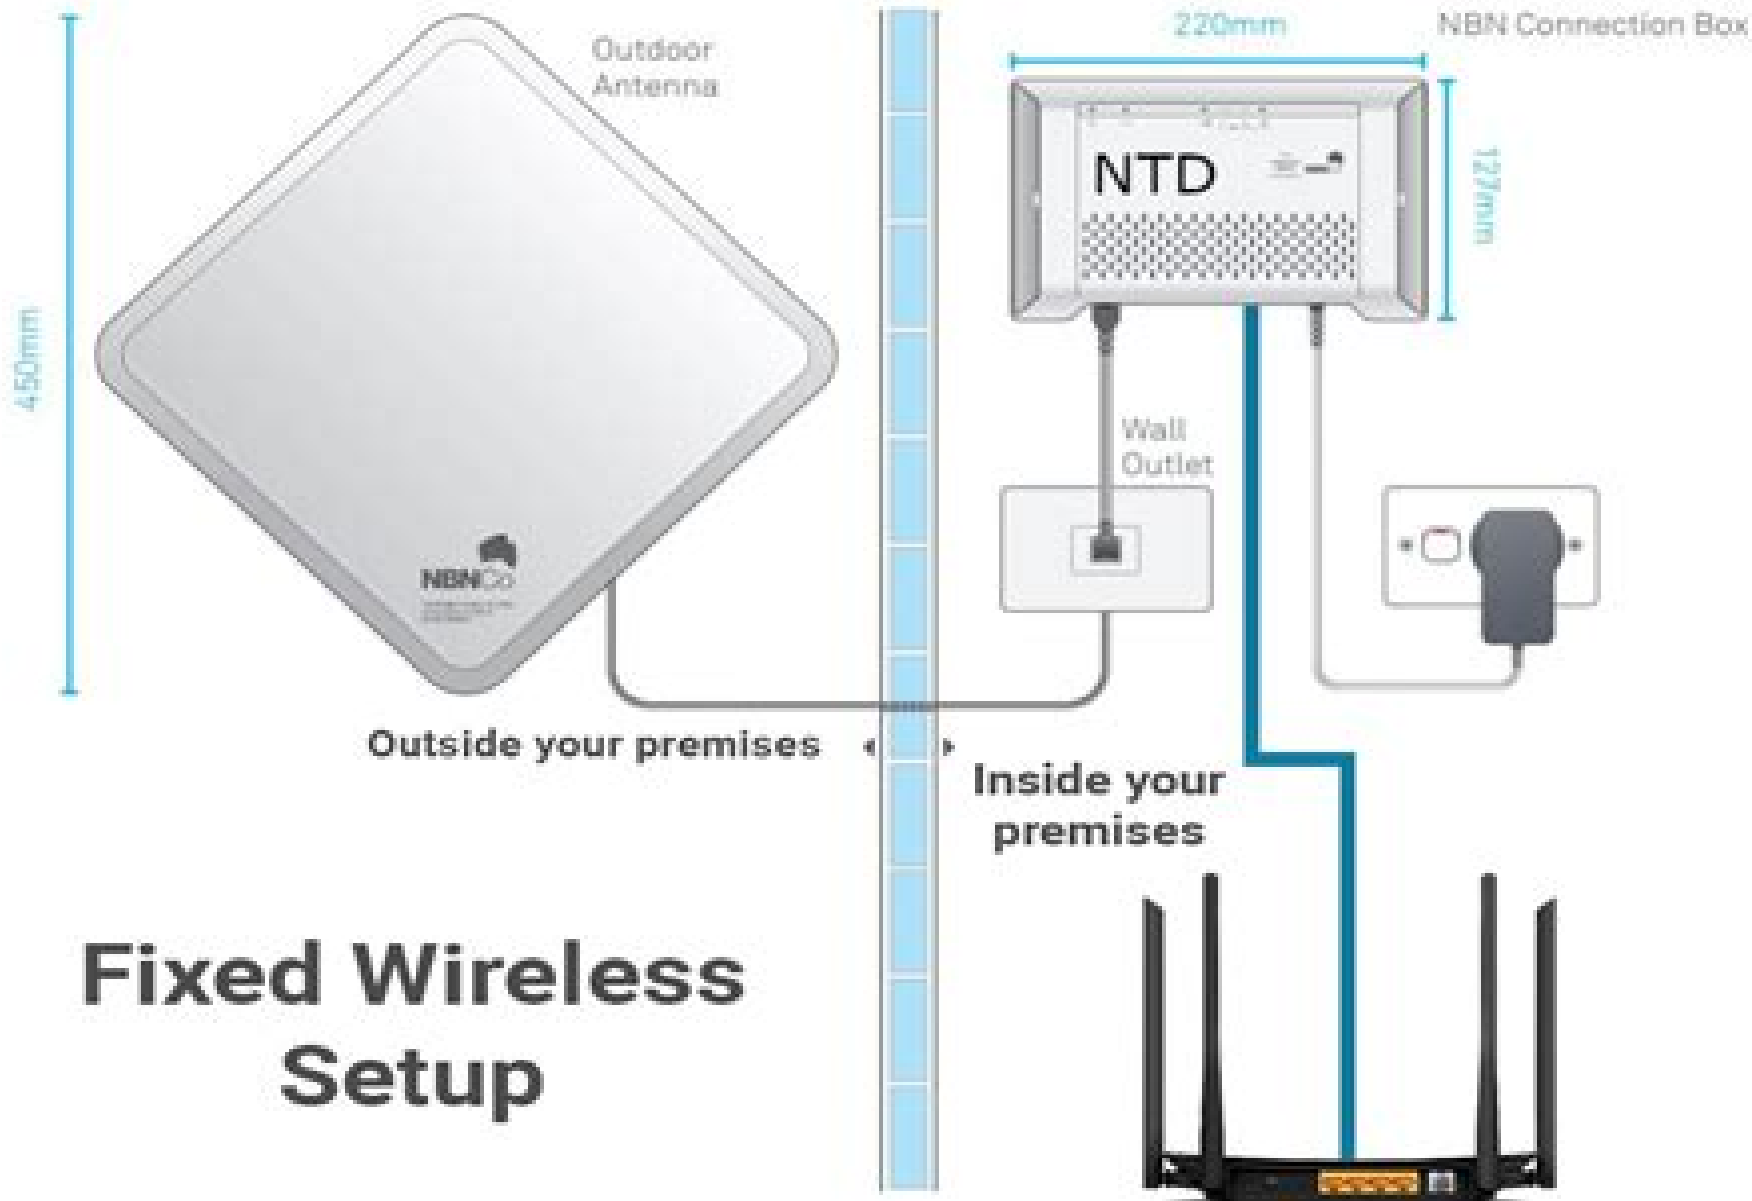 Outdoor
Antenna
450mm
NBNCo
Outside your premises
220mm
NBN Connection Box
NTD
127mm
Wall
Outlet
Inside your
premises
Fixed Wireless
Setup